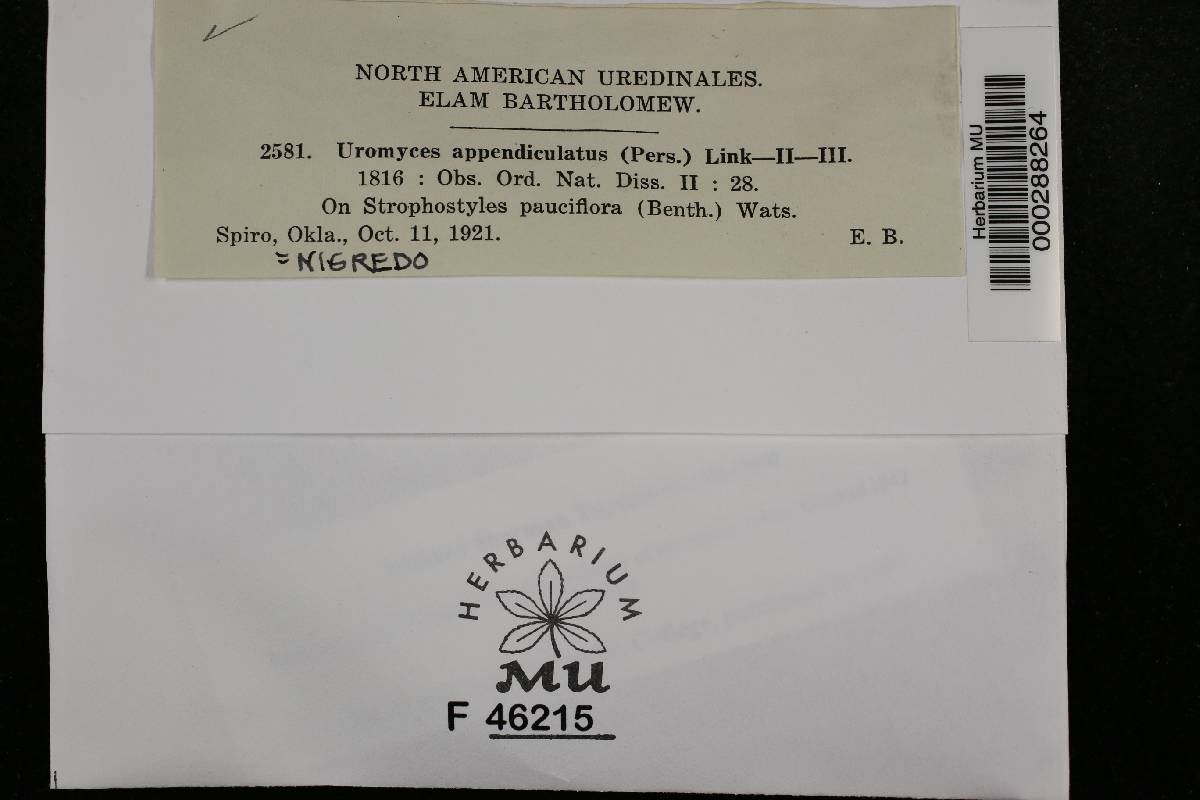 NORTH AMERICAN UREDINALES.
ELAM BARTHOLOMEW.
2581. Uromyces appendiculatus (Pers.) Link—II—III.
1816 : Obs. Ord. Nat. Diss. II : 28.
On Strophostyles pauciflora (Benth.) Wats.
Spiro, Okla., Oct. 11, 1921. E. B.
= NIGREDO
Herbarium MU
000288264
HERBARIUM
MU
F 46215